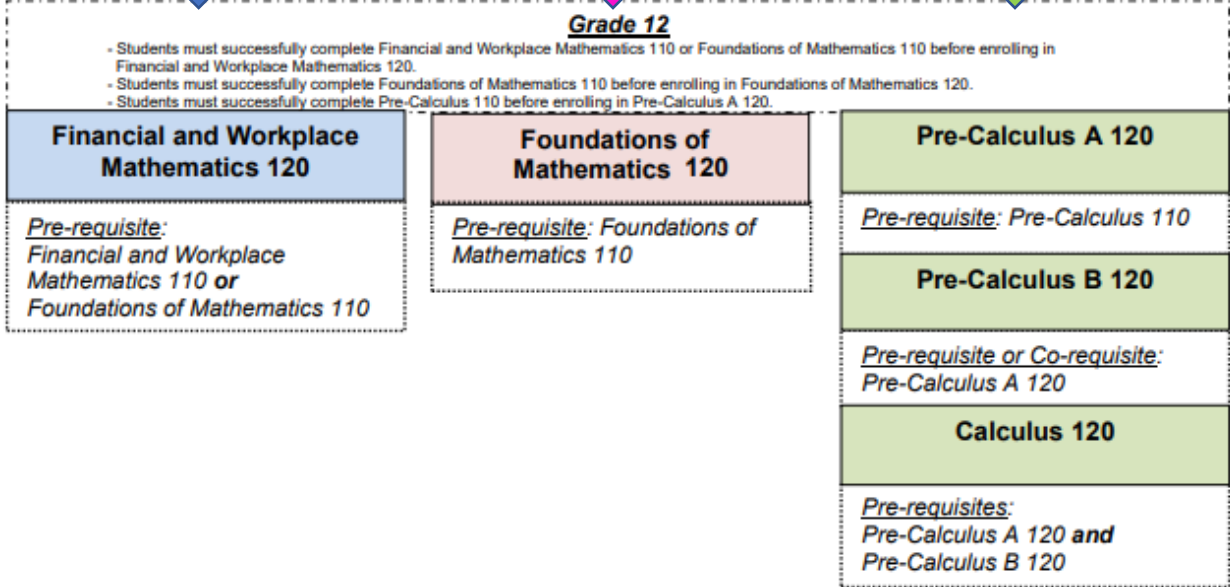 Grade 12
- Students must successfully complete Financial and Workplace Mathematics 110 or Foundations of Mathematics 110 before enrolling in
Financial and Workplace Mathematics 120.
- Students must successfully complete Foundations of Mathematics 110 before enrolling in Foundations of Mathematics 120.
- Students must successfully complete Pre-Calculus 110 before enrolling in Pre-Calculus A 120.
Financial and Workplace
Mathematics 120
Pre-requisite:
Financial and Workplace
Mathematics 110 or
Foundations of Mathematics 110
Foundations of
Mathematics 120
Pre-requisite: Foundations of
Mathematics 110
Pre-Calculus A 120
Pre-requisite: Pre-Calculus 110
Pre-Calculus B 120
Pre-requisite or Co-requisite:
Pre-Calculus A 120
Calculus 120
Pre-requisites:
Pre-Calculus A 120 and
Pre-Calculus B 120